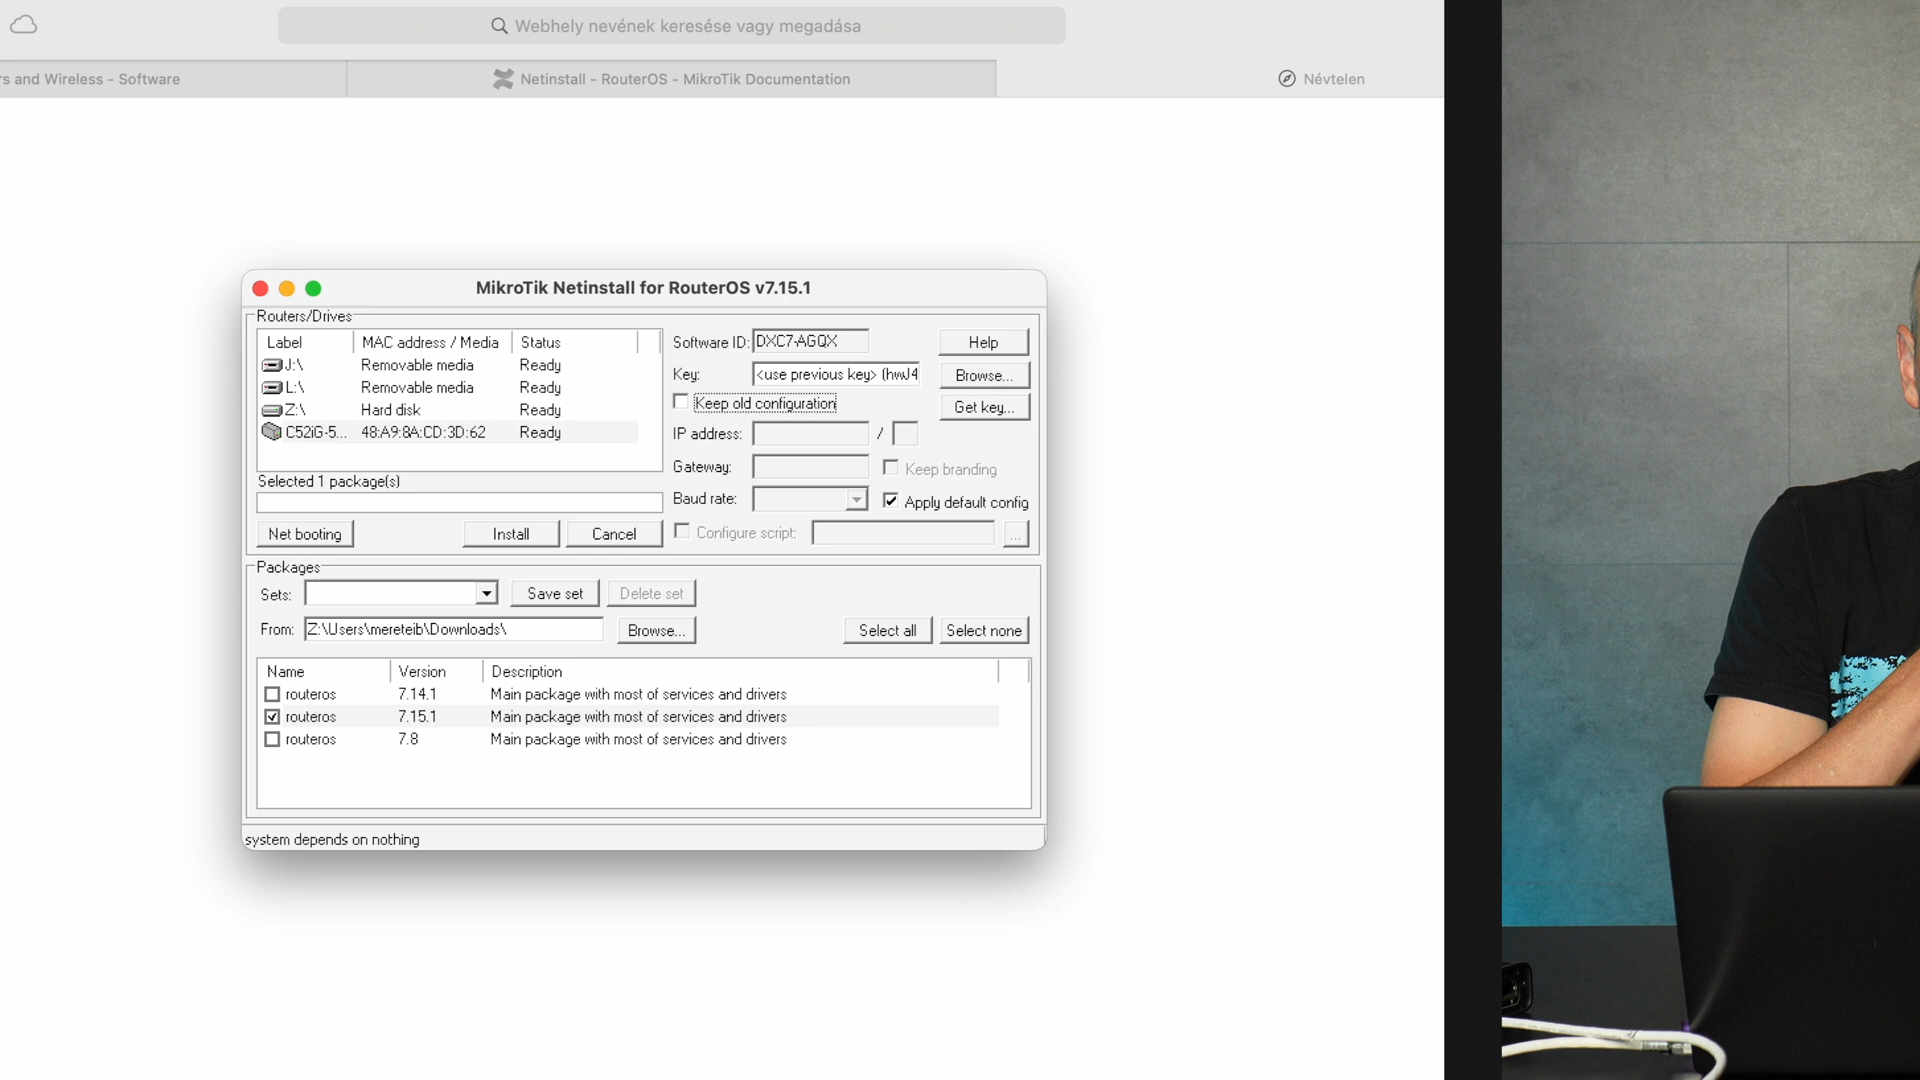 Webhely nevének keresése vagy megadása
rs and Wireless - Software
Netinstall - RouterOS - MikroTik Documentation
Névtelen
MikroTik Netinstall for RouterOS v7.15.1
Routers/Drives
Label MAC address / Media Status
J:\ Removable media Ready
L:\ Removable media Ready
Z:\ Hard disk Ready
C52iG-5... 48:A9:8A:CD:3D:62 Ready
Selected 1 package(s)
Net booting Install Cancel
Software ID: DXC7-AGQX Help
Key: <use previous key> (hwJ4 Browse...
Keep old configuration Get key...
IP address: /
Gateway: Keep branding
Baud rate: Apply default config
Configure script: ...
Packages
Sets: Save set Delete set
From: Z:\Users\mereteib\Downloads\ Browse... Select all Select none
Name Version Description
routeros 7.14.1 Main package with most of services and drivers
routeros 7.15.1 Main package with most of services and drivers
routeros 7.8 Main package with most of services and drivers
system depends on nothing